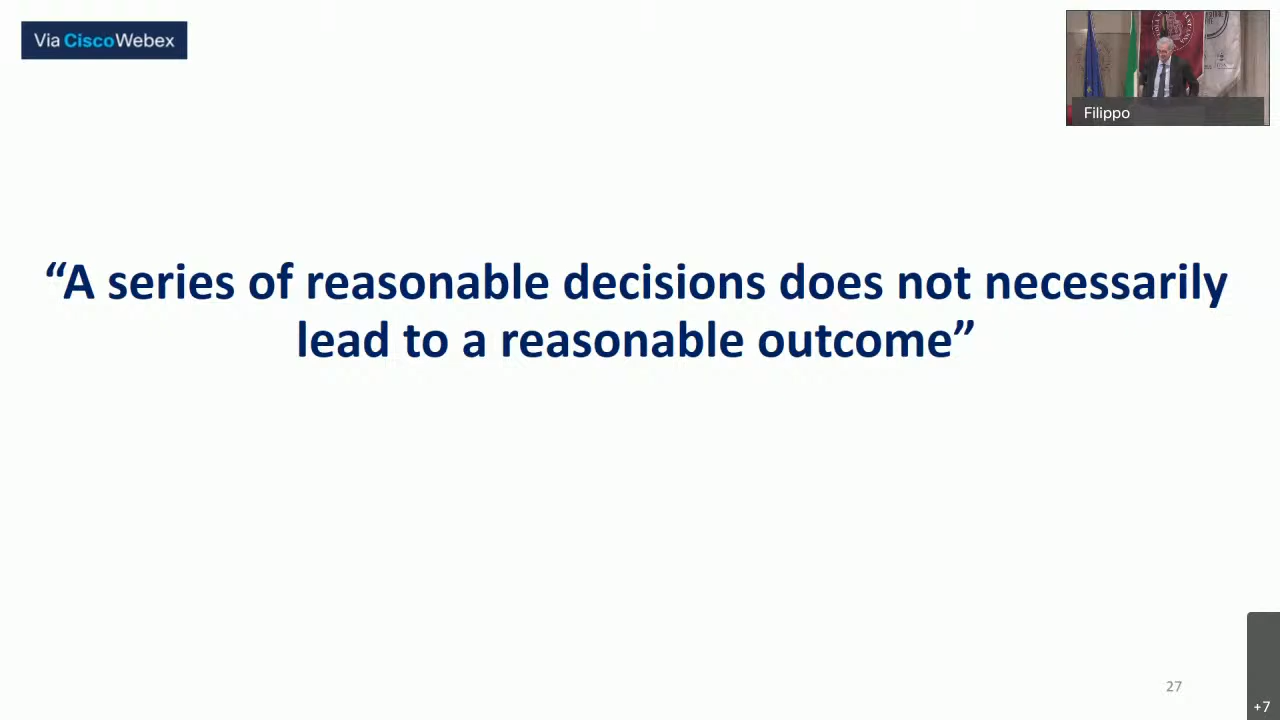 Via CiscoWebex
Filippo
“A series of reasonable decisions does not necessarily
lead to a reasonable outcome”
27
+7